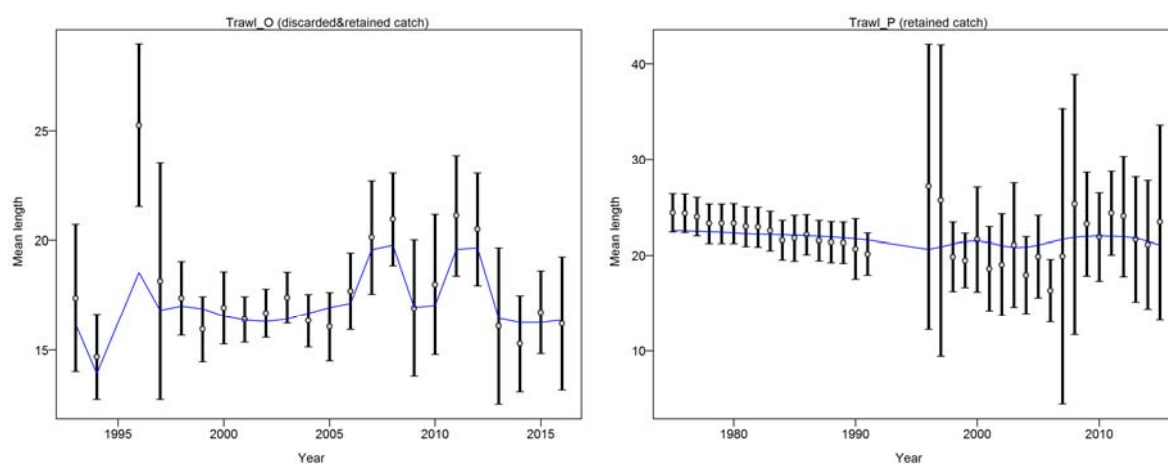 Trawl_O (discarded&retained catch)
Mean length
25
20
15
1995
2000
2005
2010
2015
Year
Trawl_P (retained catch)
Mean length
40
30
20
10
1980
1990
2000
2010
Year